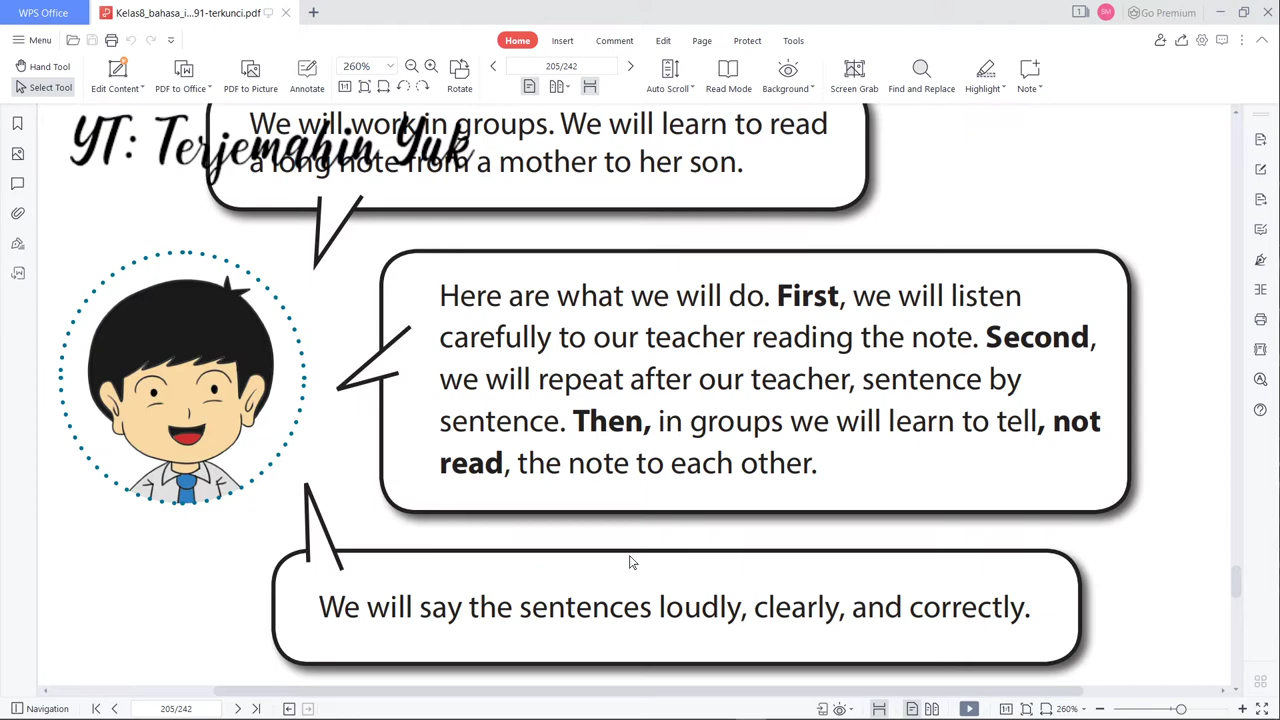 WPS Office
Kelas8_bahasa_i...91-terkunci.pdf
1
SM
Go Premium
Menu
Home Insert Comment Edit Page Protect Tools
Hand Tool
Select Tool
Edit Content
PDF to Office
PDF to Picture
Annotate
260%
Rotate
205/242
Auto Scroll
Read Mode
Background
Screen Grab
Find and Replace
Highlight
Note
YT: Terjemahin Yuk
We will work in groups. We will learn to read
a long note from a mother to her son.
Here are what we will do. First, we will listen
carefully to our teacher reading the note. Second,
we will repeat after our teacher, sentence by
sentence. Then, in groups we will learn to tell, not
read, the note to each other.
We will say the sentences loudly, clearly, and correctly.
Navigation
205/242
260%